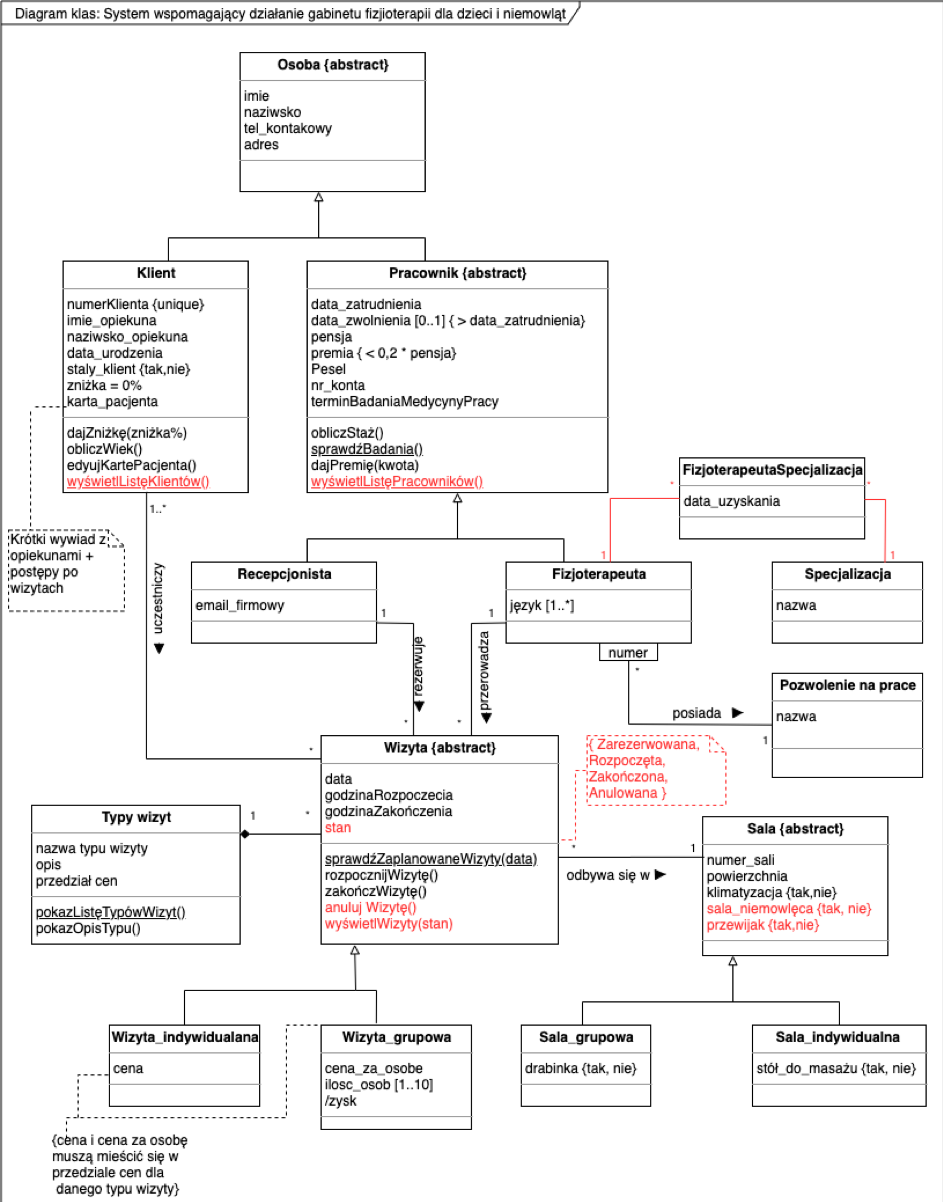 Diagram klas: System wspomagający działanie gabinetu fizjioterapii dla dzieci i niemowląt
Osoba {abstract}
imie
naziwsko
tel_kontakowy
adres
Klient
numerKlienta {unique}
imie_opiekuna
naziwsko_opiekuna
data_urodzenia
staly_klient {tak,nie}
zniżka = 0%
karta_pacjenta
dajZniżkę(zniżka%)
obliczWiek()
edyujKartePacjenta()
wyświetlListęKlientów()
Pracownik {abstract}
data_zatrudnienia
data_zwolnienia [0..1] { > data_zatrudnienia}
pensja
premia { < 0,2 * pensja}
Pesel
nr_konta
terminBadaniaMedycynyPracy
obliczStaż()
sprawdźBadania()
dajPremię(kwota)
wyświetlListęPracowników()
FizjoterapeutaSpecjalizacja
data_uzyskania
*
*
1
1
1..*
Krótki wywiad z
opiekunami +
postępy po
wizytach
uczestniczy
Recepcjonista
email_firmowy
1
rezerwuje
Fizjoterapeuta
język [1..*]
1
przerowadza
numer
*
Specjalizacja
nazwa
Pozwolenie na prace
nazwa
posiada
1
*
*
*
Wizyta {abstract}
data
godzinaRozpoczecia
godzinaZakończenia
stan
sprawdźZaplanowaneWizyty(data)
rozpocznijWizytę()
zakończWizytę()
anuluj Wizytę()
wyświetlWizyty(stan)
{ Zarezerwowana,
Rozpoczęta,
Zakończona,
Anulowana }
Typy wizyt
nazwa typu wizyty
opis
przedział cen
pokazListęTypówWizyt()
pokazOpisTypu()
1
*
*
1
odbywa się w
Sala {abstract}
numer_sali
powierzchnia
klimatyzacja {tak,nie}
sala_niemowlęca {tak, nie}
przewijak {tak,nie}
Wizyta_indywidualana
cena
Wizyta_grupowa
cena_za_osobe
ilosc_osob [1..10]
/zysk
Sala_grupowa
drabinka {tak, nie}
Sala_indywidualna
stół_do_masażu {tak, nie}
{cena i cena za osobę
muszą mieścić się w
przedziale cen dla
danego typu wizyty}